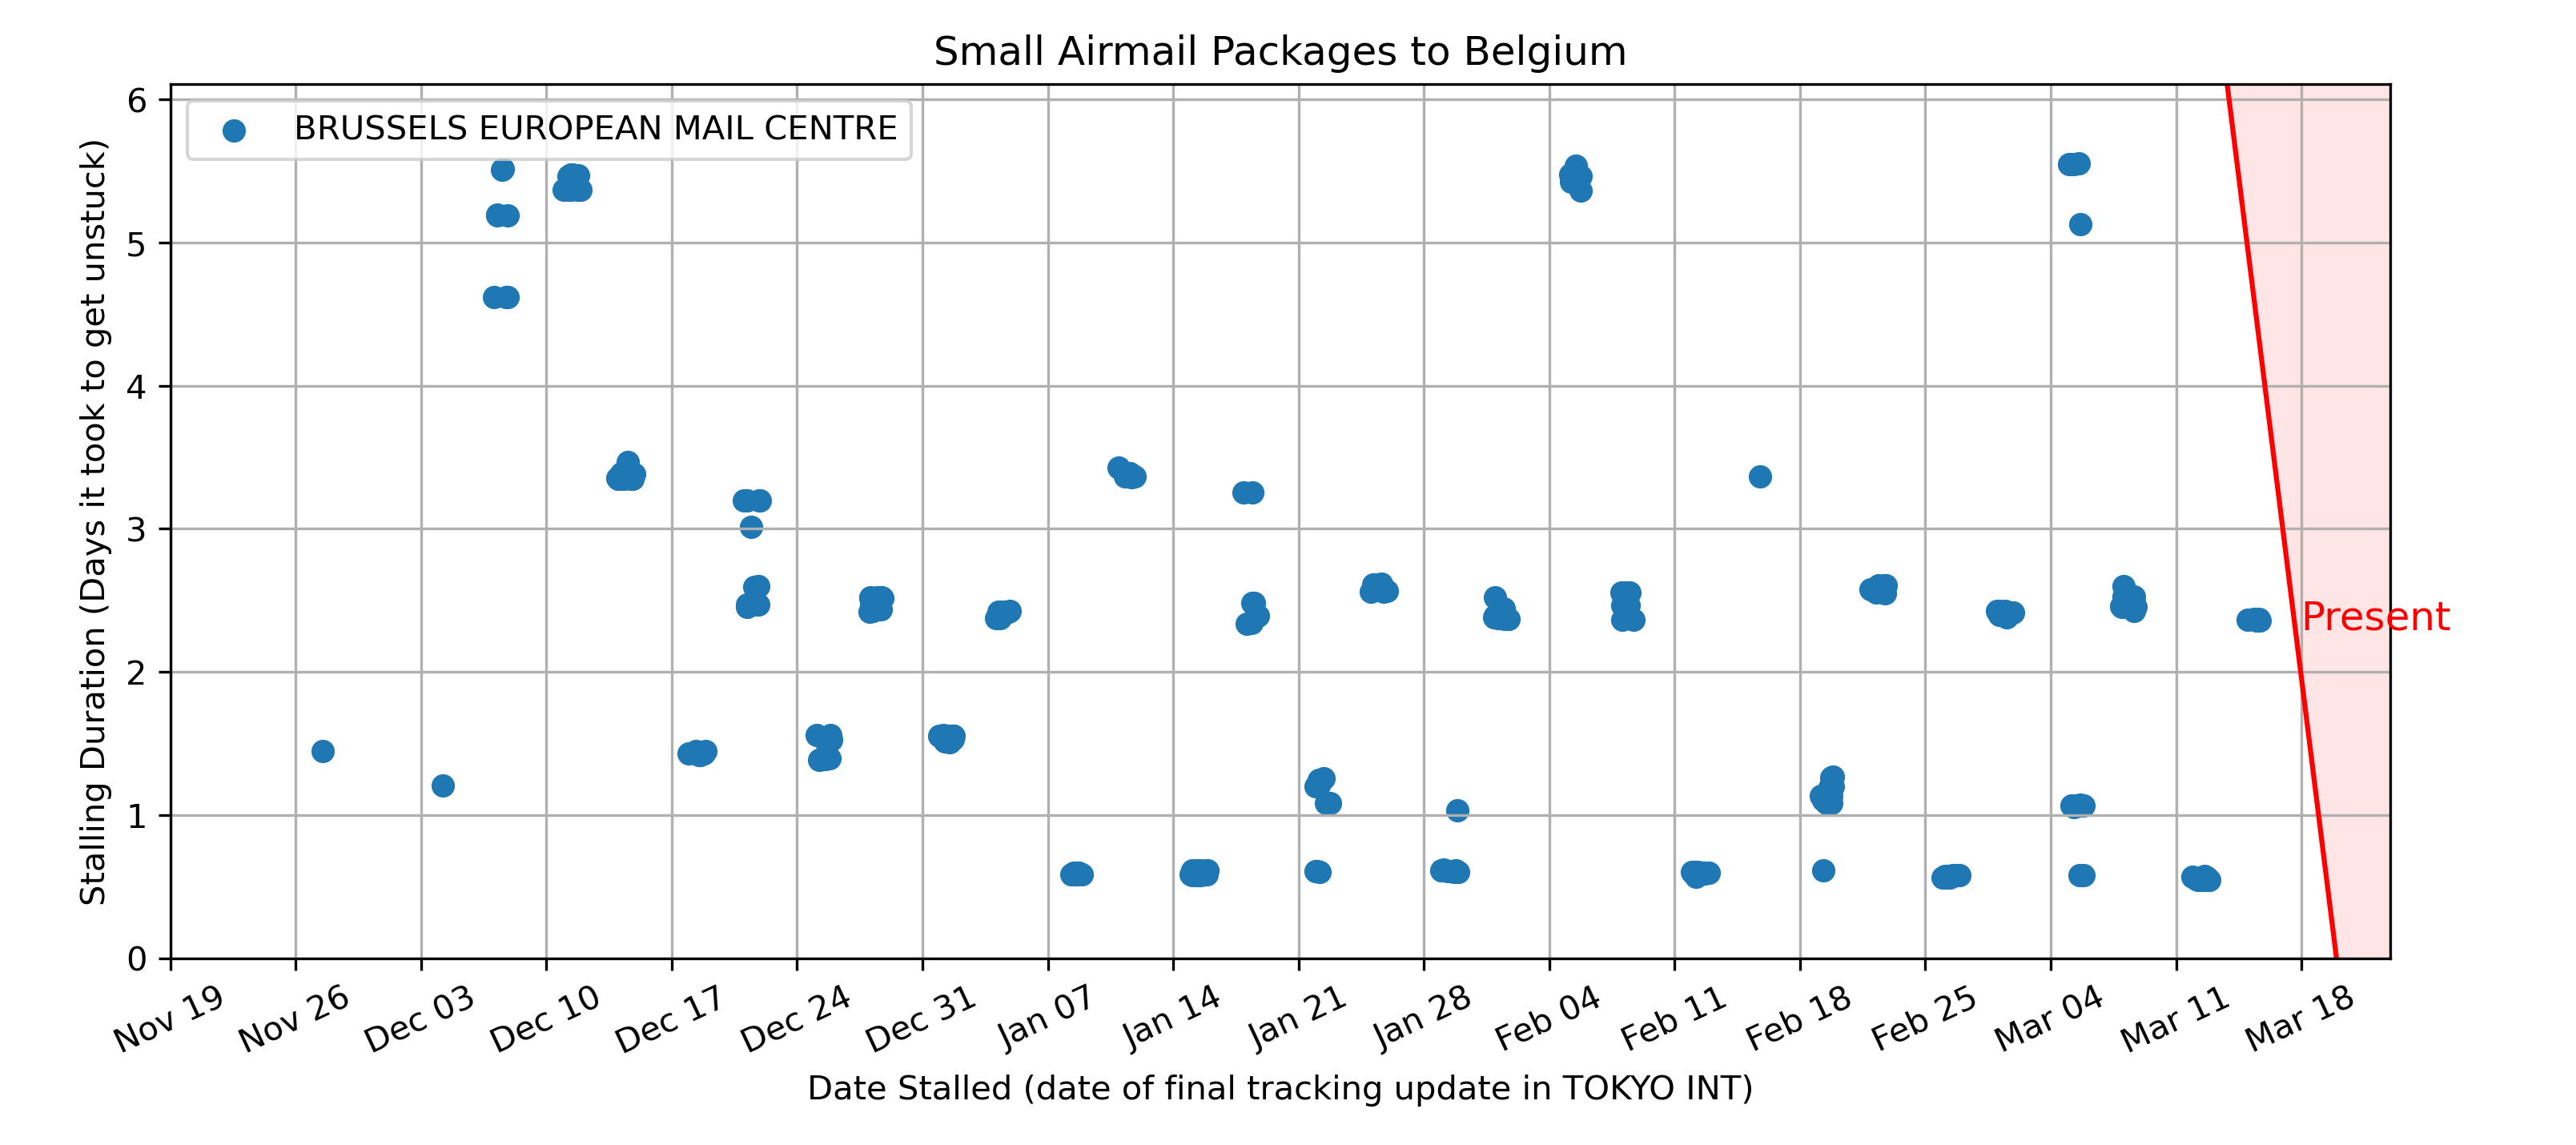 Small Airmail Packages to Belgium
BRUSSELS EUROPEAN MAIL CENTRE
Stalling Duration (Days it took to get unstuck)
6
5
4
3
2
1
0
Present
Nov 19
Nov 26
Dec 03
Dec 10
Dec 17
Dec 24
Dec 31
Jan 07
Jan 14
Jan 21
Jan 28
Feb 04
Feb 11
Feb 18
Feb 25
Mar 04
Mar 11
Mar 18
Date Stalled (date of final tracking update in TOKYO INT)